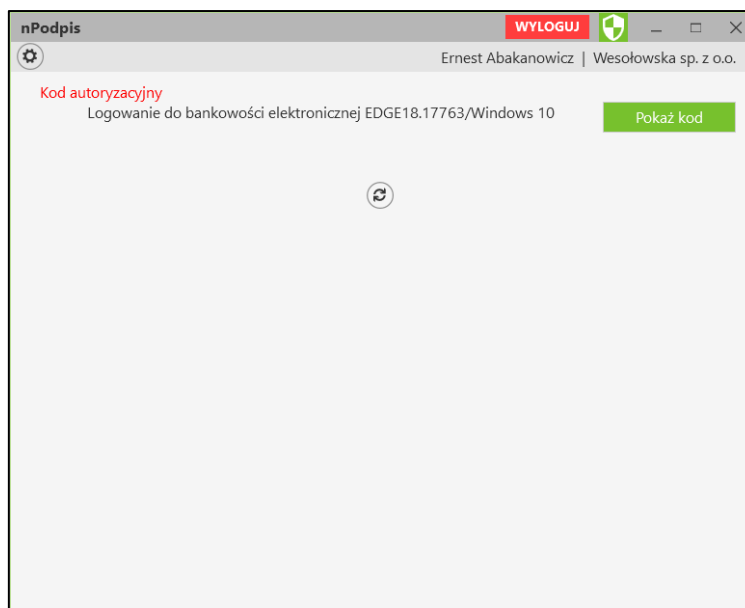 nPodpis WYLOGUJ
Ernest Abakanowicz | Wesołowska sp. z o.o.
Kod autoryzacyjny
Logowanie do bankowości elektronicznej EDGE18.17763/Windows 10 Pokaż kod